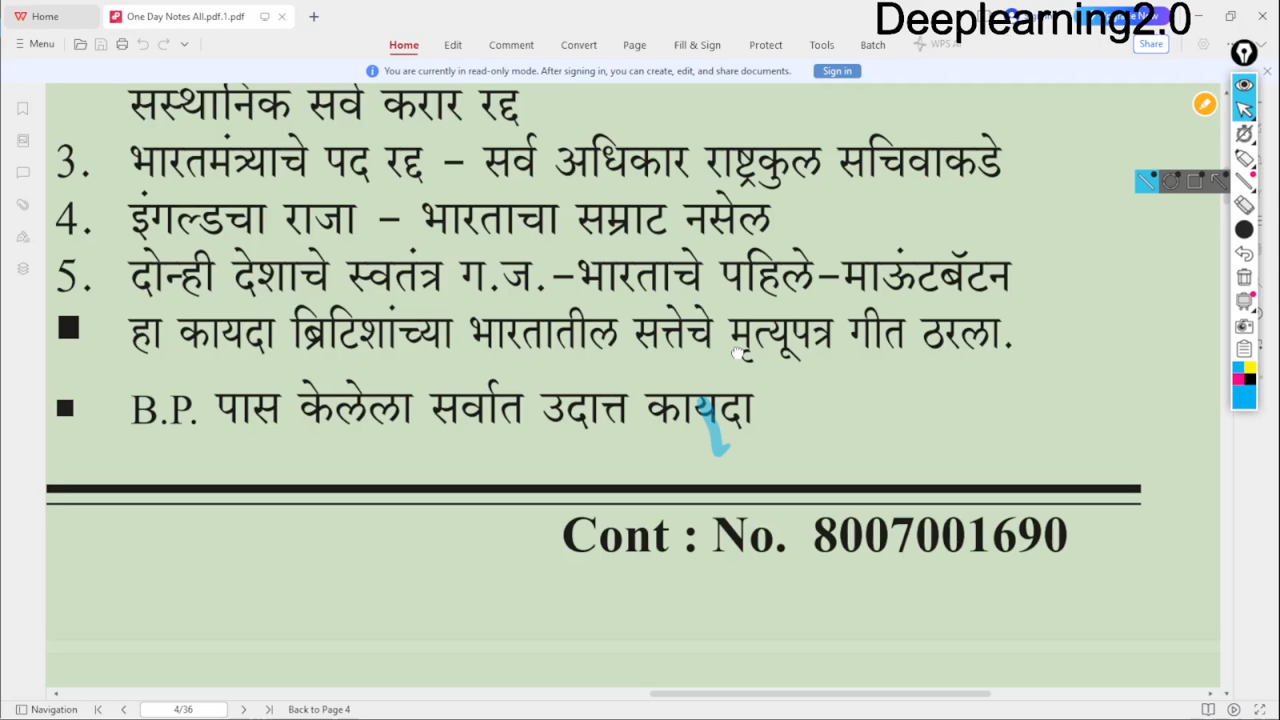 Home
One Day Notes All.pdf.1.pdf
Deeplearning2.0
Menu
Home Edit Comment Convert Page Fill & Sign Protect Tools Batch WPS AI
Share
You are currently in read-only mode. After signing in, you can create, edit, and share documents. Sign in
संस्थानिक सर्व करार रद्द
3. भारतमंत्र्याचे पद रद्द – सर्व अधिकार राष्ट्रकुल सचिवाकडे
4. इंगल्डचा राजा – भारताचा सम्राट नसेल
5. दोन्ही देशाचे स्वतंत्र ग.ज.–भारताचे पहिले–माऊंटबॅटन
■ हा कायदा ब्रिटिशांच्या भारतातील सत्तेचे मृत्यूपत्र गीत ठरला.
■ B.P. पास केलेला सर्वात उदात्त कायदा
Cont : No. 8007001690
Navigation 4/36 Back to Page 4